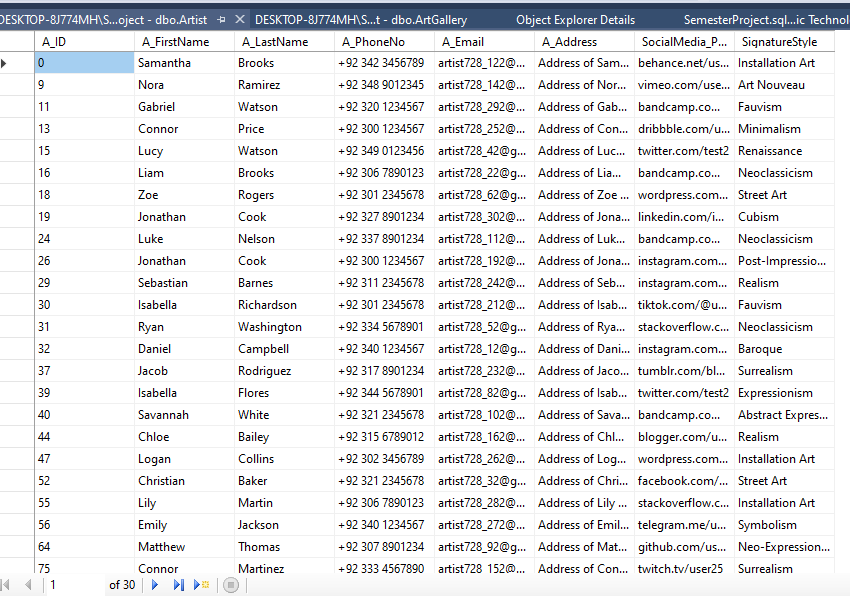 DESKTOP-8J774MH\S...oject - dbo.Artist DESKTOP-8J774MH\S...t - dbo.ArtGallery Object Explorer Details SemesterProject.sql...ic Technol
A_ID A_FirstName A_LastName A_PhoneNo A_Email A_Address SocialMedia_P... SignatureStyle
0 Samantha Brooks +92 342 3456789 artist728_122@... Address of Sam... behance.net/us... Installation Art
9 Nora Ramirez +92 348 9012345 artist728_142@... Address of Nor... vimeo.com/use... Art Nouveau
11 Gabriel Watson +92 320 1234567 artist728_292@... Address of Gab... bandcamp.co... Fauvism
13 Connor Price +92 300 1234567 artist728_252@... Address of Con... dribbble.com/u... Minimalism
15 Lucy Watson +92 349 0123456 artist728_42@g... Address of Luc... twitter.com/test2 Renaissance
16 Liam Brooks +92 306 7890123 artist728_22@g... Address of Lia... bandcamp.co... Neoclassicism
18 Zoe Rogers +92 301 2345678 artist728_62@g... Address of Zoe ... wordpress.com... Street Art
19 Jonathan Cook +92 327 8901234 artist728_302@... Address of Jona... linkedin.com/i... Cubism
24 Luke Nelson +92 337 8901234 artist728_112@... Address of Luk... bandcamp.co... Neoclassicism
26 Jonathan Cook +92 300 1234567 artist728_192@... Address of Jona... instagram.com... Post-Impressio...
29 Sebastian Barnes +92 311 2345678 artist728_242@... Address of Seb... instagram.com... Realism
30 Isabella Richardson +92 301 2345678 artist728_212@... Address of Isab... tiktok.com/@u... Fauvism
31 Ryan Washington +92 334 5678901 artist728_52@g... Address of Rya... stackoverflow.c... Neoclassicism
32 Daniel Campbell +92 340 1234567 artist728_12@g... Address of Dani... instagram.com... Baroque
37 Jacob Rodriguez +92 317 8901234 artist728_232@... Address of Jaco... tumblr.com/bl... Surrealism
39 Isabella Flores +92 344 5678901 artist728_82@g... Address of Isab... twitter.com/test2 Expressionism
40 Savannah White +92 321 2345678 artist728_102@... Address of Sava... bandcamp.co... Abstract Expres...
44 Chloe Bailey +92 315 6789012 artist728_162@... Address of Chl... blogger.com/u... Realism
47 Logan Collins +92 302 3456789 artist728_262@... Address of Log... wordpress.com... Installation Art
52 Christian Baker +92 321 2345678 artist728_32@g... Address of Chri... facebook.com/... Street Art
55 Lily Martin +92 306 7890123 artist728_282@... Address of Lily ... stackoverflow.c... Installation Art
56 Emily Jackson +92 340 1234567 artist728_272@... Address of Emil... telegram.me/u... Symbolism
64 Matthew Thomas +92 307 8901234 artist728_92@g... Address of Mat... github.com/us... Neo-Expression...
75 Connor Martinez +92 333 4567890 artist728_152@... Address of Con... twitch.tv/user25 Surrealism
1 of 30